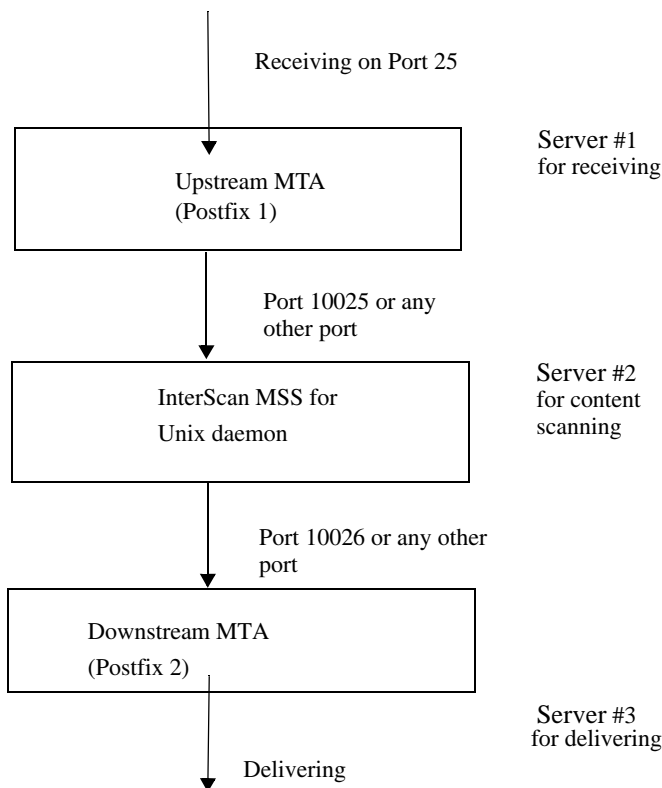 Receiving on Port 25
Server #1
for receiving
Upstream MTA
(Postfix 1)
Port 10025 or any
other port
InterScan MSS for
Unix daemon
Server #2
for content
scanning
Port 10026 or any other
port
Downstream MTA
(Postfix 2)
Server #3
for delivering
Delivering